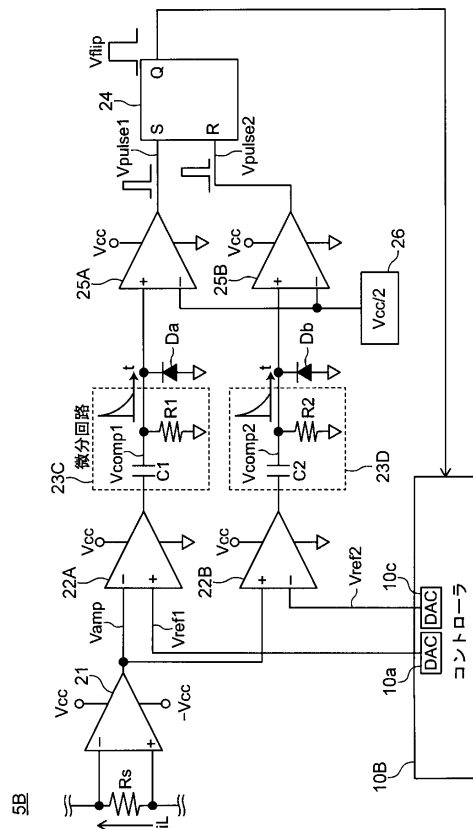 5B
iL
Rs
21
Vcc
-Vcc
-
+
Vamp
Vref1
22A
Vcc
-
+
22B
Vcc
+
-
Vref2
23C
微分回路
Vcomp1
C1
R1
t
Da
Vcomp2
C2
R2
t
Db
23D
25A
Vcc
+
-
25B
Vcc
+
-
26
Vcc/2
Vpulse1
Vpulse2
24
S
R
Q
Vflip
10B
10a
DAC
DAC
10c
コントローラ